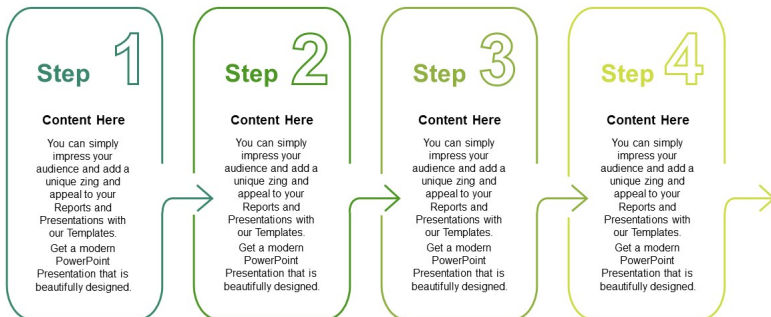 Step 1
Content Here
You can simply
impress your
audience and add a
unique zing and
appeal to your
Reports and
Presentations with
our Templates.
Get a modern
PowerPoint
Presentation that is
beautifully designed.
Step 2
Content Here
You can simply
impress your
audience and add a
unique zing and
appeal to your
Reports and
Presentations with
our Templates.
Get a modern
PowerPoint
Presentation that is
beautifully designed.
Step 3
Content Here
You can simply
impress your
audience and add a
unique zing and
appeal to your
Reports and
Presentations with
our Templates.
Get a modern
PowerPoint
Presentation that is
beautifully designed.
Step 4
Content Here
You can simply
impress your
audience and add a
unique zing and
appeal to your
Reports and
Presentations with
our Templates.
Get a modern
PowerPoint
Presentation that is
beautifully designed.